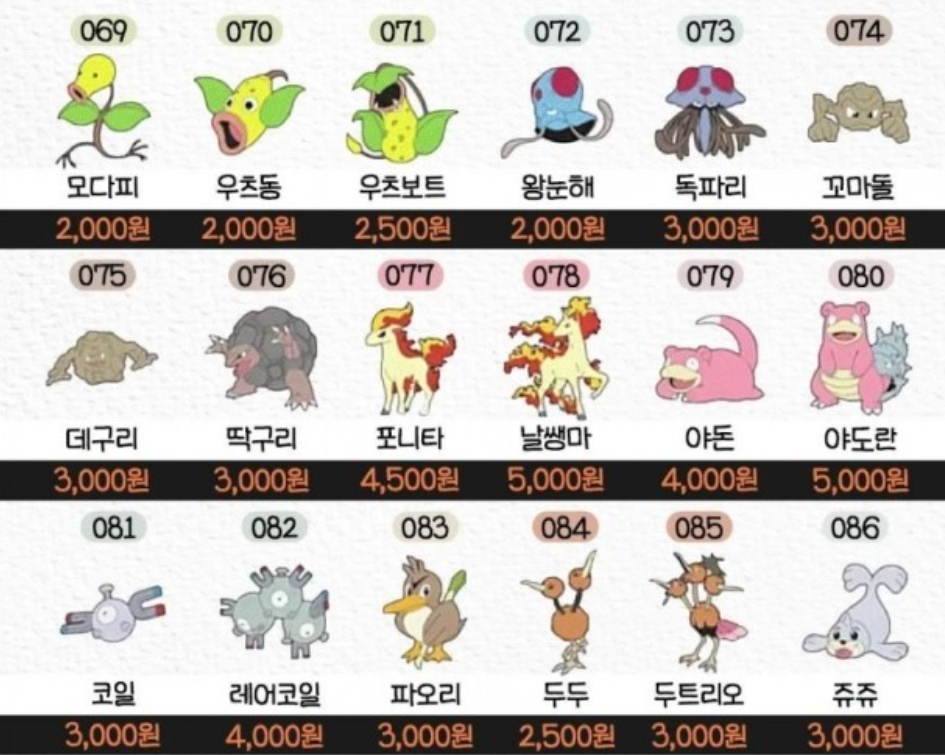 069 070 071 072 073 074
모다피 우츠동 우츠보트 왕눈해 독파리 꼬마돌
2,000원 2,000원 2,500원 2,000원 3,000원 3,000원
075 076 077 078 079 080
데구리 딱구리 포니타 날쌩마 야돈 야도란
3,000원 3,000원 4,500원 5,000원 4,000원 5,000원
081 082 083 084 085 086
코일 레어코일 파오리 두두 두트리오 쥬쥬
3,000원 4,000원 3,000원 2,500원 3,000원 3,000원